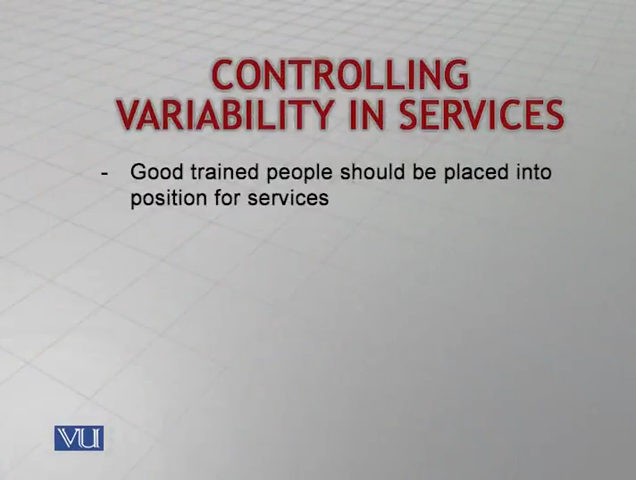 CONTROLLING
VARIABILITY IN SERVICES
- Good trained people should be placed into
position for services
VU